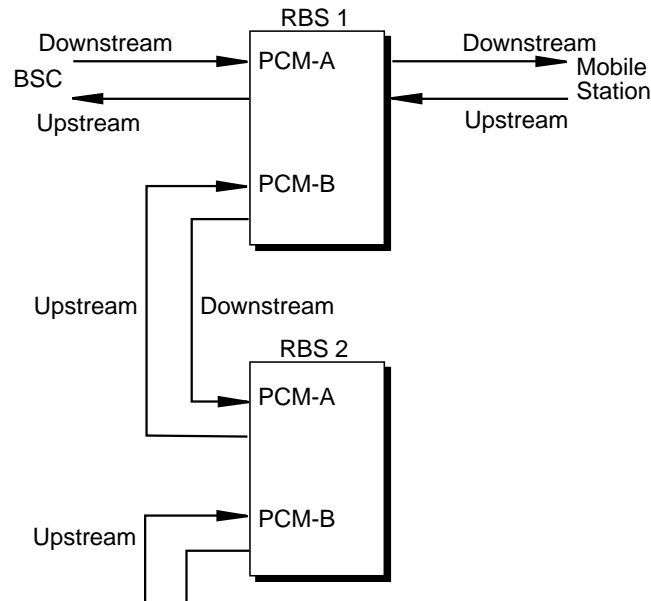 RBS 1
Downstream
Downstream
PCM-A
BSC
Mobile
Station
Upstream
Upstream
PCM-B
Upstream
Downstream
RBS 2
PCM-A
PCM-B
Upstream